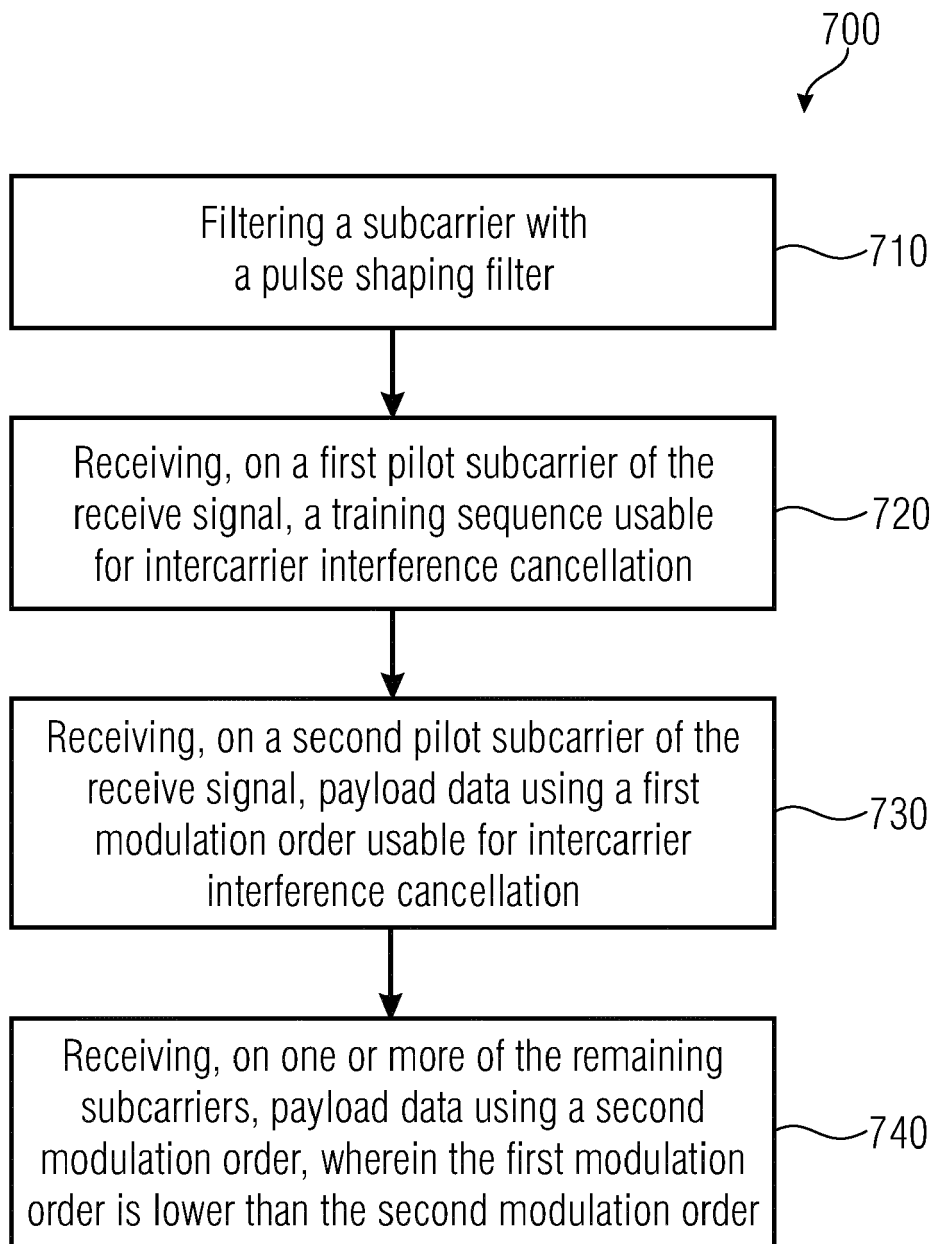 700
Filtering a subcarrier with
a pulse shaping filter
710
Receiving, on a first pilot subcarrier of the
receive signal, a training sequence usable
for intercarrier interference cancellation
720
Receiving, on a second pilot subcarrier of the
receive signal, payload data using a first
modulation order usable for intercarrier
interference cancellation
730
Receiving, on one or more of the remaining
subcarriers, payload data using a second
modulation order, wherein the first modulation
order is lower than the second modulation order
740